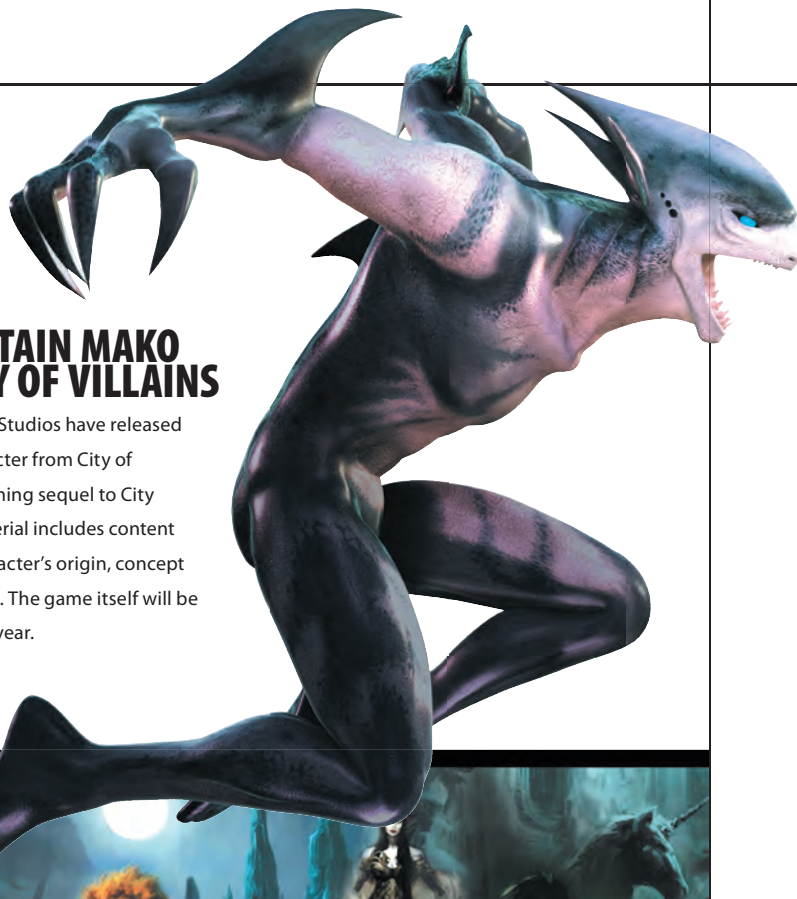 TAIN MAKO
Y OF VILLAINS
Studios have released
cter from City of
ning sequel to City
erial includes content
acter's origin, concept
. The game itself will be
year.